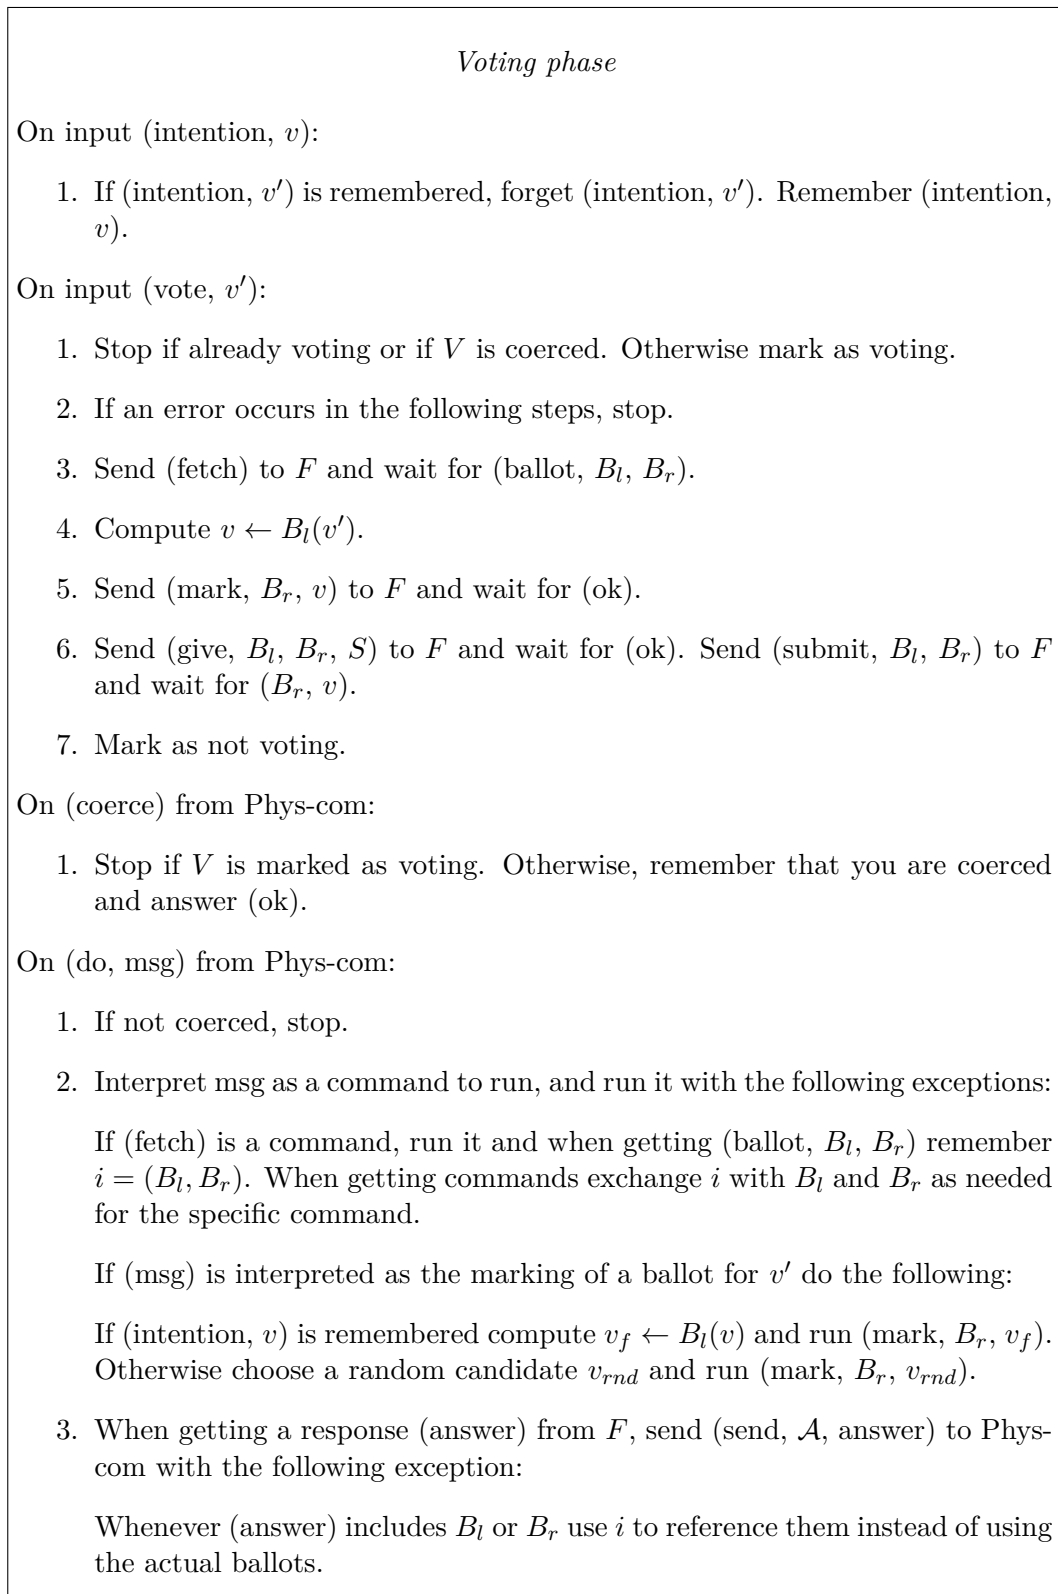 Voting phase
On input (intention, v):
1. If (intention, v′) is remembered, forget (intention, v′). Remember (intention,
v).
On input (vote, v′):
1. Stop if already voting or if V is coerced. Otherwise mark as voting.
2. If an error occurs in the following steps, stop.
3. Send (fetch) to F and wait for (ballot, B_l, B_r).
4. Compute v ← B_l(v′).
5. Send (mark, B_r, v) to F and wait for (ok).
6. Send (give, B_l, B_r, S) to F and wait for (ok). Send (submit, B_l, B_r) to F
and wait for (B_r, v).
7. Mark as not voting.
On (coerce) from Phys-com:
1. Stop if V is marked as voting. Otherwise, remember that you are coerced
and answer (ok).
On (do, msg) from Phys-com:
1. If not coerced, stop.
2. Interpret msg as a command to run, and run it with the following exceptions:
If (fetch) is a command, run it and when getting (ballot, B_l, B_r) remember
i = (B_l, B_r). When getting commands exchange i with B_l and B_r as needed
for the specific command.
If (msg) is interpreted as the marking of a ballot for v′ do the following:
If (intention, v) is remembered compute v_f ← B_l(v) and run (mark, B_r, v_f).
Otherwise choose a random candidate v_rnd and run (mark, B_r, v_rnd).
3. When getting a response (answer) from F, send (send, 𝒜, answer) to Phys-
com with the following exception:
Whenever (answer) includes B_l or B_r use i to reference them instead of using
the actual ballots.